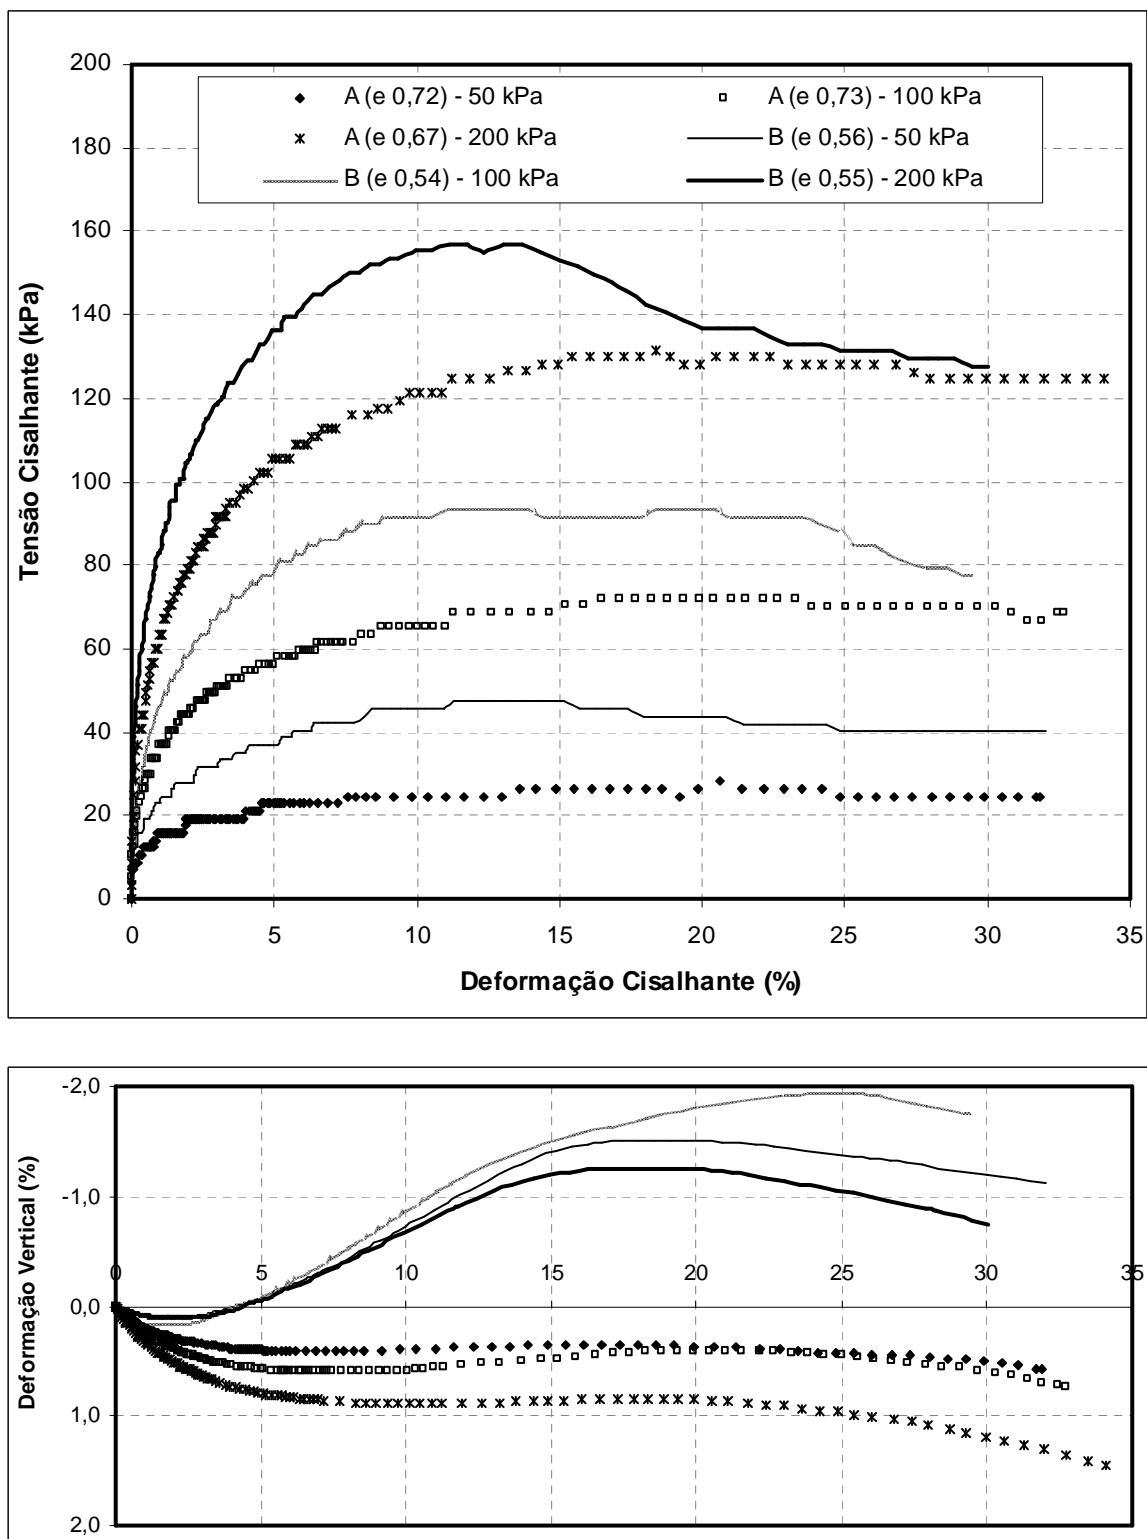 200
180
160
140
120
100
80
60
40
20
0
Tensão Cisalhante (kPa)
A (e 0,72) - 50 kPa
A (e 0,73) - 100 kPa
A (e 0,67) - 200 kPa
B (e 0,56) - 50 kPa
B (e 0,54) - 100 kPa
B (e 0,55) - 200 kPa
0 5 10 15 20 25 30 35
Deformação Cisalhante (%)
-2,0
-1,0
0,0
1,0
2,0
Deformação Vertical (%)
0 5 10 15 20 25 30 35